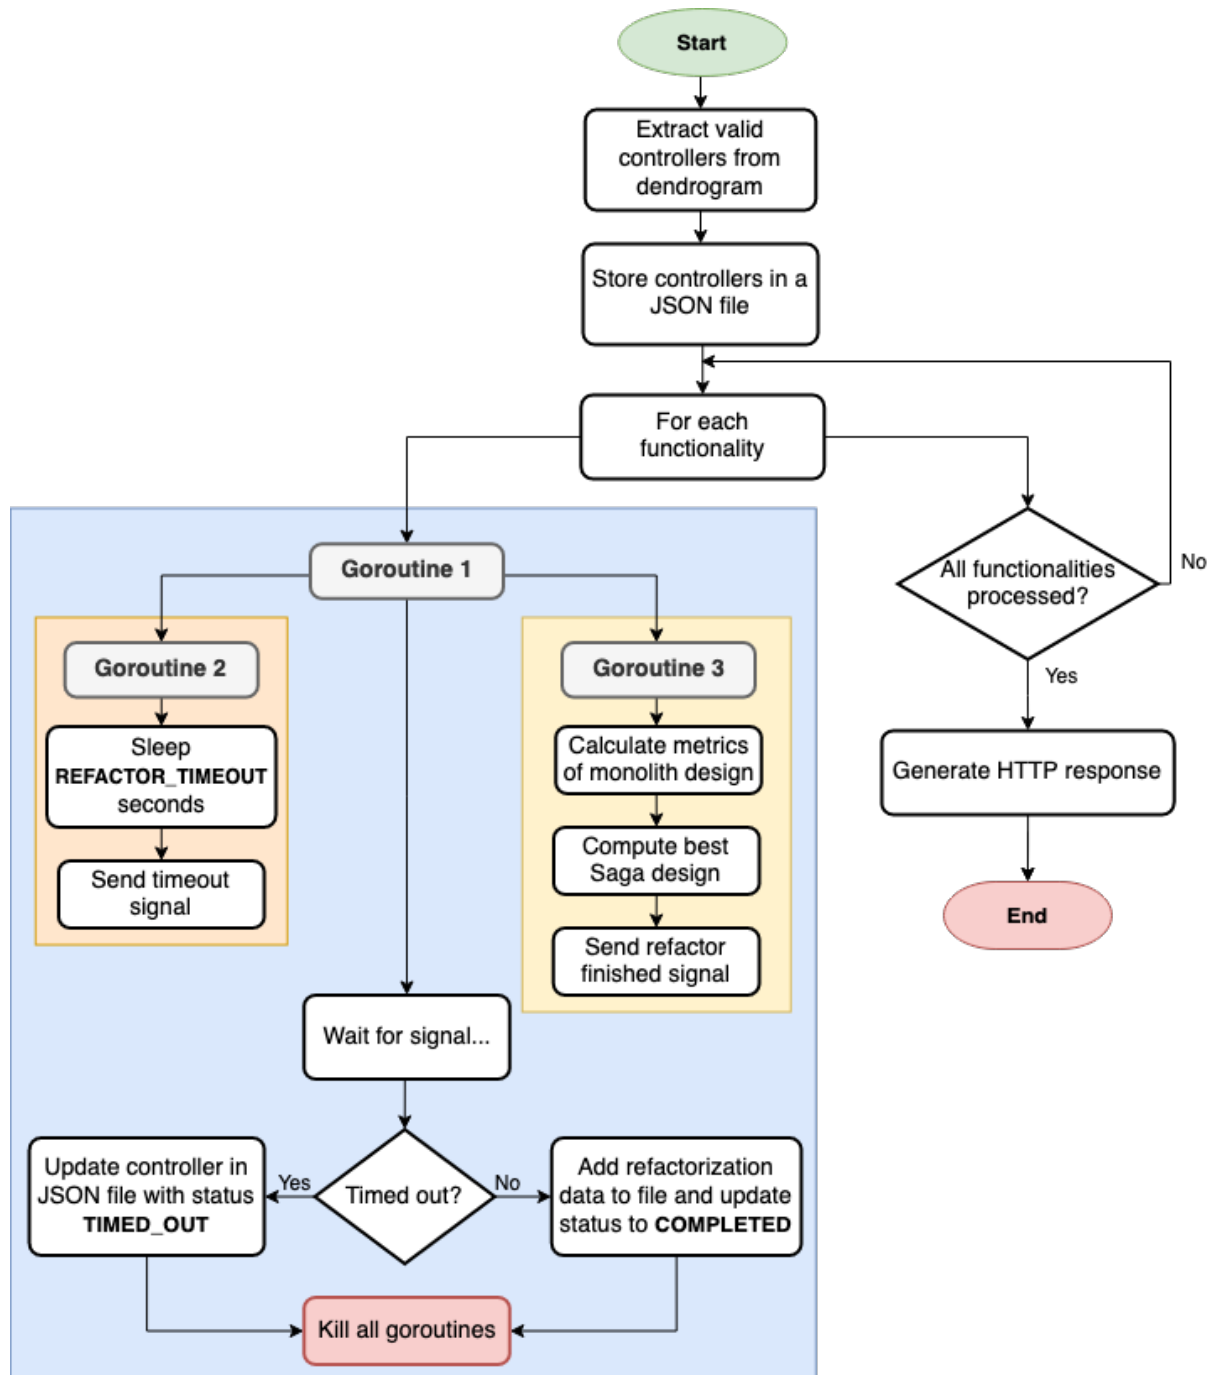 Start
Extract valid
controllers from
dendrogram
Store controllers in a
JSON file
For each
functionality
Goroutine 1
All functionalities
processed?
No
Yes
Generate HTTP response
End
Goroutine 2
Sleep
REFACTOR_TIMEOUT
seconds
Send timeout
signal
Goroutine 3
Calculate metrics
of monolith design
Compute best
Saga design
Send refactor
finished signal
Wait for signal...
Timed out?
Yes
No
Update controller in
JSON file with status
TIMED_OUT
Add refactorization
data to file and update
status to COMPLETED
Kill all goroutines